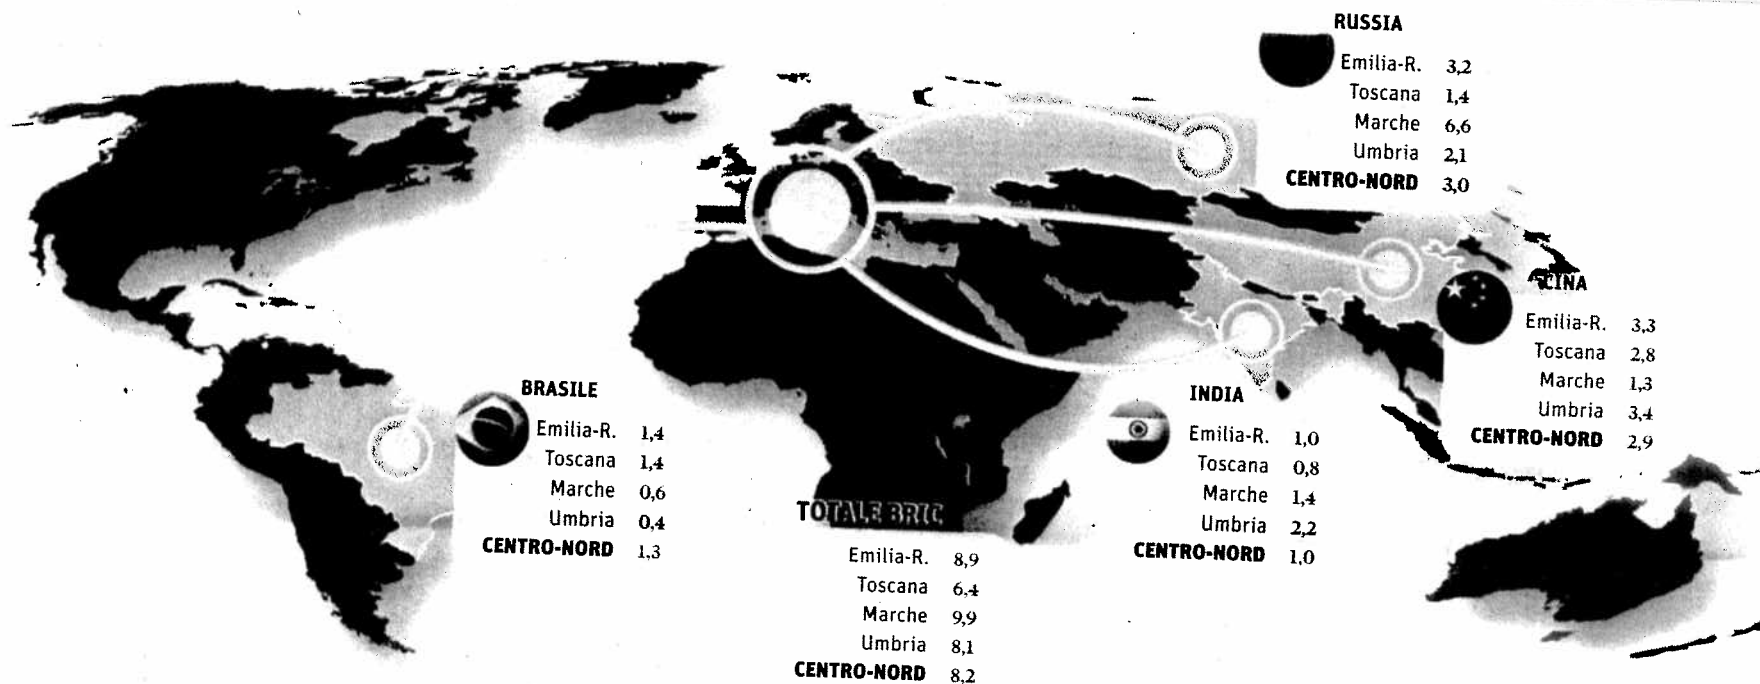 RUSSIA
Emilia-R. 3,2
Toscana 1,4
Marche 6,6
Umbria 2,1
CENTRO-NORD 3,0
CINA
Emilia-R. 3,3
Toscana 2,8
Marche 1,3
Umbria 3,4
CENTRO-NORD 2,9
BRASILE
Emilia-R. 1,4
Toscana 1,4
Marche 0,6
Umbria 0,4
CENTRO-NORD 1,3
INDIA
Emilia-R. 1,0
Toscana 0,8
Marche 1,4
Umbria 2,2
CENTRO-NORD 1,0
TOTALE BRIC
Emilia-R. 8,9
Toscana 6,4
Marche 9,9
Umbria 8,1
CENTRO-NORD 8,2